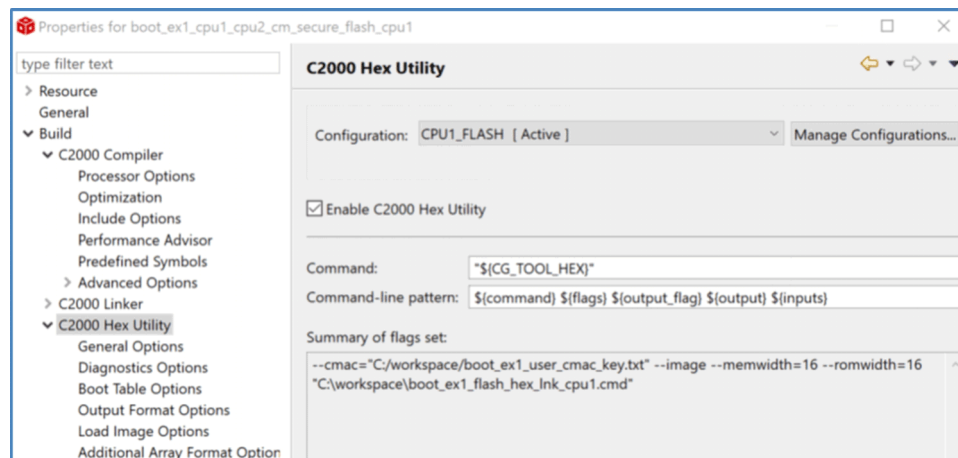 Properties for boot_ex1_cpu1_cpu2_cm_secure_flash_cpu1
type filter text
Resource
General
Build
C2000 Compiler
Processor Options
Optimization
Include Options
Performance Advisor
Predefined Symbols
Advanced Options
C2000 Linker
C2000 Hex Utility
General Options
Diagnostics Options
Boot Table Options
Output Format Options
Load Image Options
Additional Array Format Option
C2000 Hex Utility
Configuration: CPU1_FLASH [ Active ] Manage Configurations...
Enable C2000 Hex Utility
Command: "${CG_TOOL_HEX}"
Command-line pattern: ${command} ${flags} ${output_flag} ${output} ${inputs}
Summary of flags set:
--cmac="C:/workspace/boot_ex1_user_cmac_key.txt" --image --memwidth=16 --romwidth=16
"C:\workspace\boot_ex1_flash_hex_lnk_cpu1.cmd"